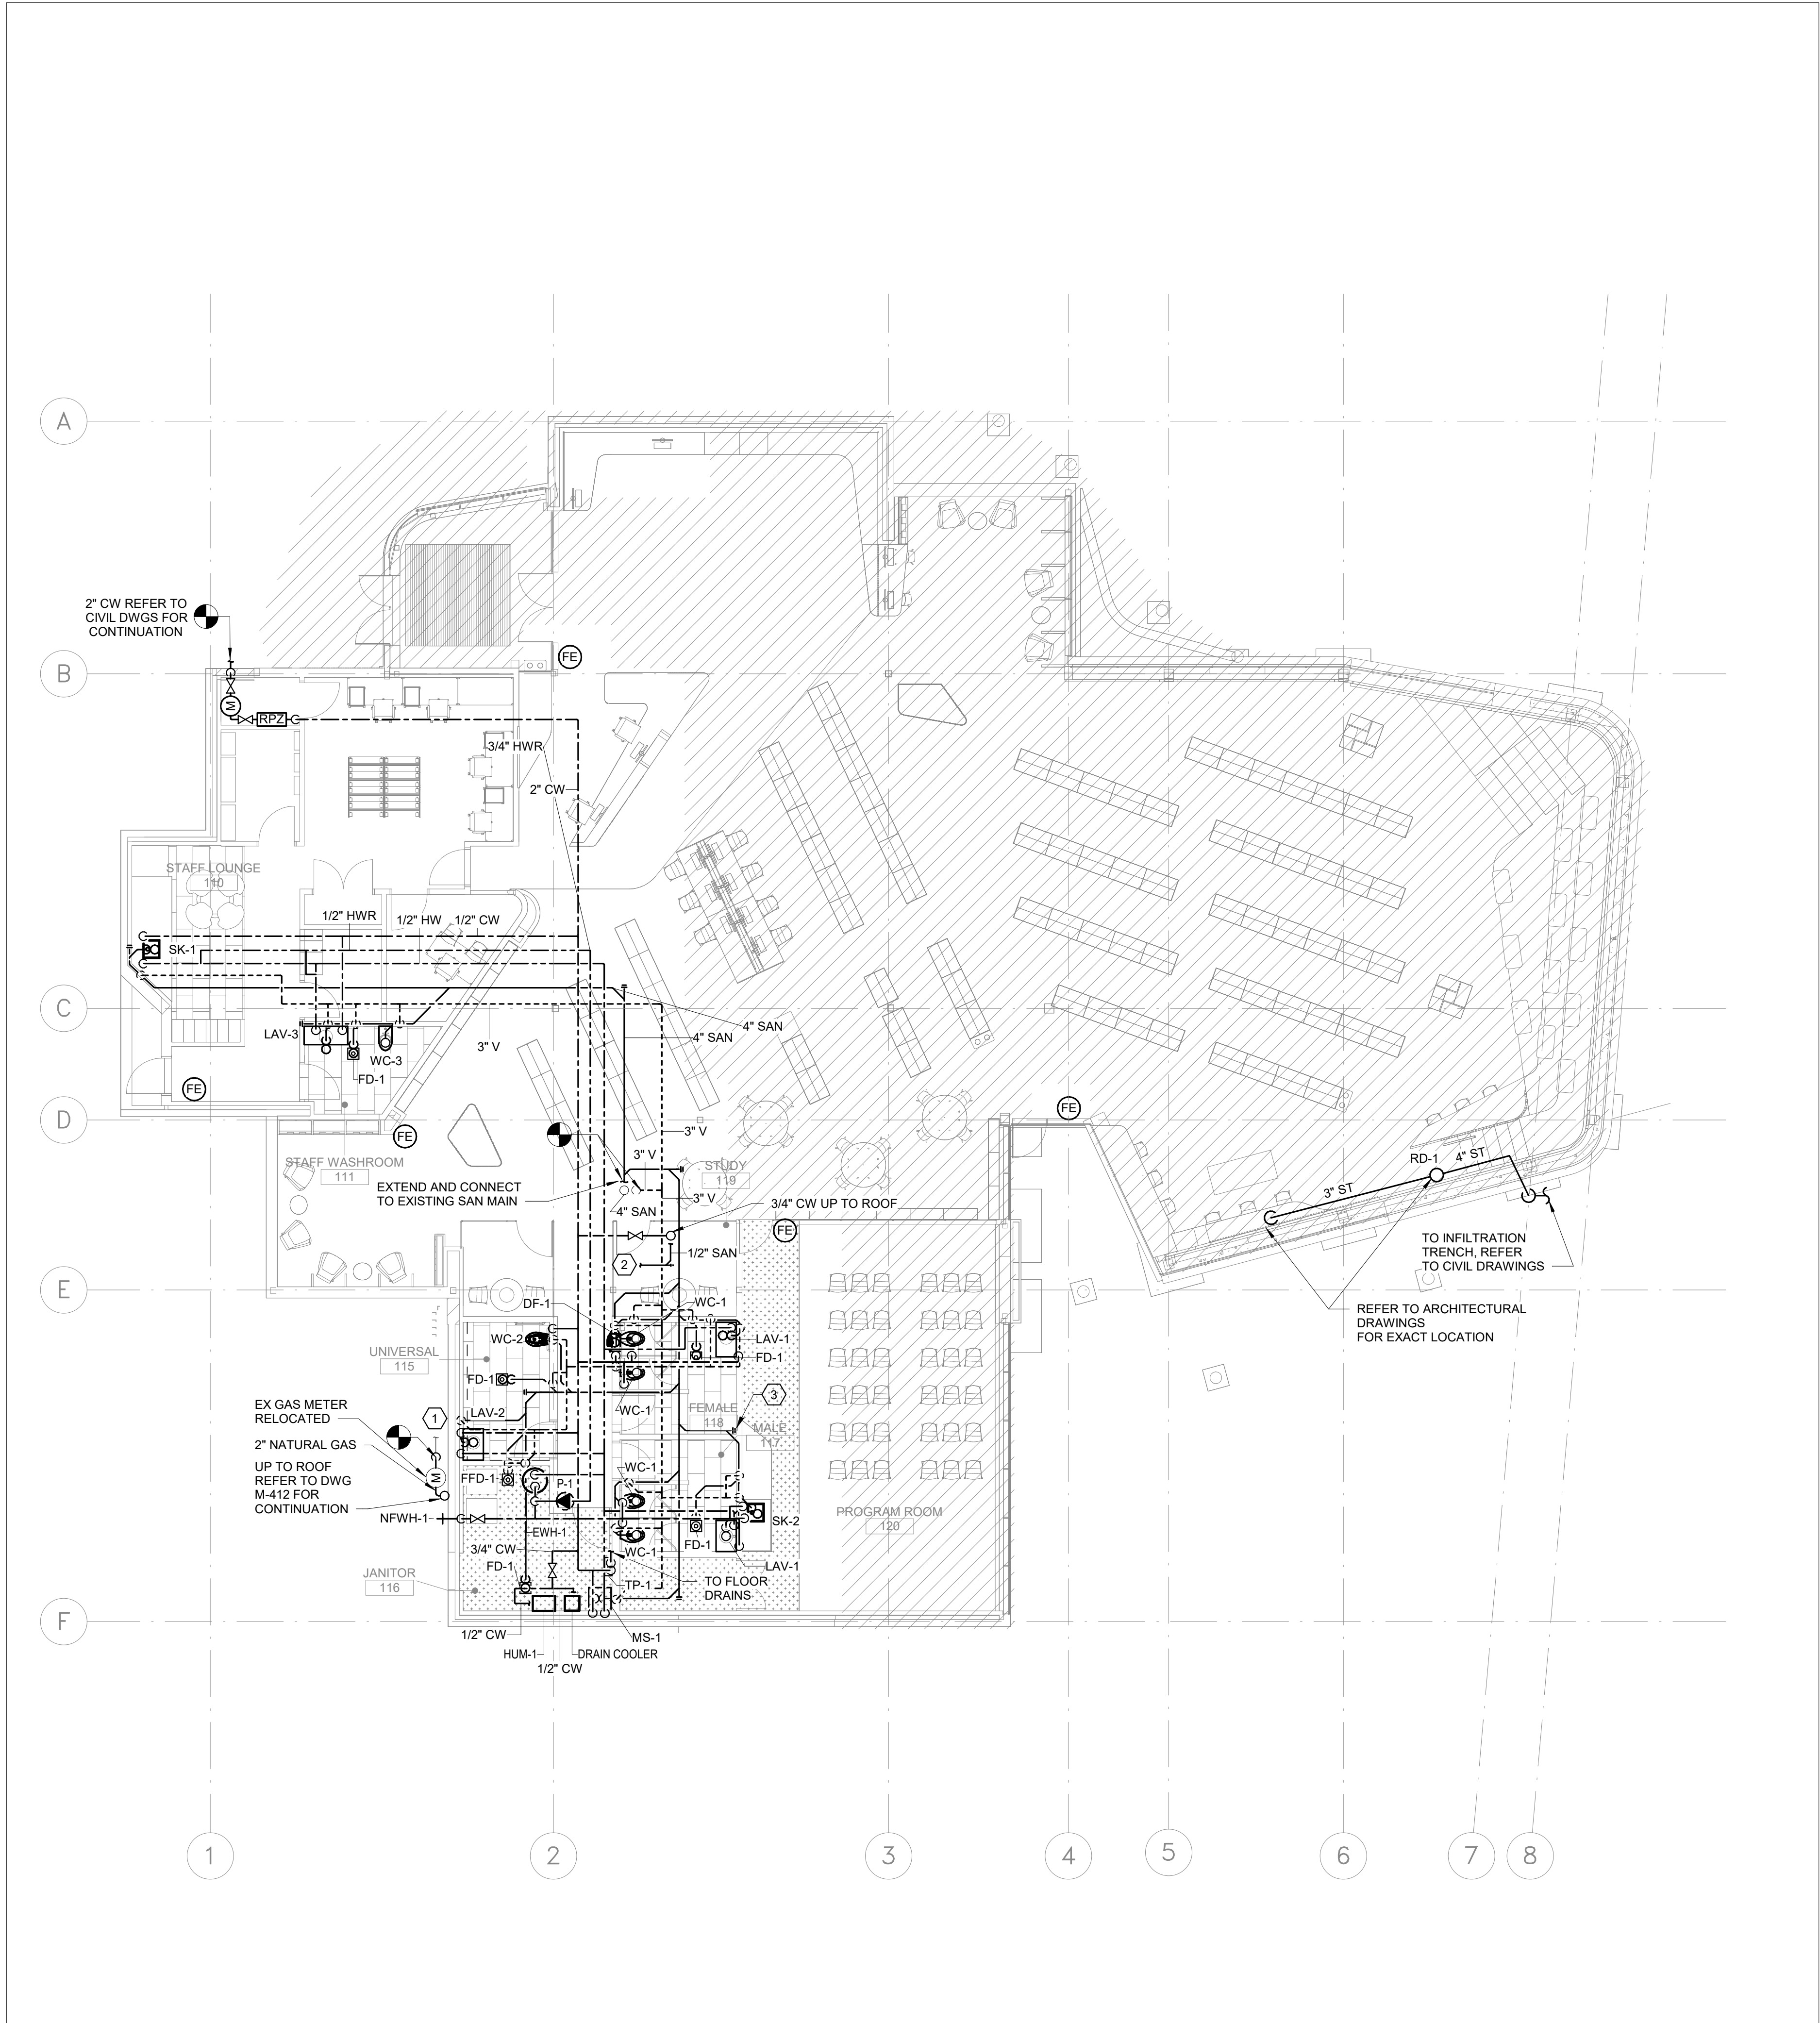 A
2" CW REFER TO
CIVIL DWGS FOR
CONTINUATION
FE
B
M
RPZ
3/4" HWR
2" CW
STAFF LOUNGE
110
1/2" HWR
1/2" HW
1/2" CW
SK-1
C
LAV-3
WC-3
FD-1
3" V
4" SAN
4" SAN
FE
D
FE
FE
3" V
STAFF WASHROOM
111
3" V
STUDY
119
RD-1
4" ST
3" ST
EXTEND AND CONNECT
TO EXISTING SAN MAIN
4" SAN
3" V
3/4" CW UP TO ROOF
FE
1/2" SAN
2
TO INFILTRATION
TRENCH, REFER
TO CIVIL DRAWINGS
E
DF-1
WC-1
REFER TO ARCHITECTURAL
DRAWINGS
FOR EXACT LOCATION
WC-2
LAV-1
UNIVERSAL
115
FD-1
FD-1
WC-1
3
EX GAS METER
RELOCATED
1
LAV-2
FEMALE
118
MALE
117
2" NATURAL GAS
UP TO ROOF
REFER TO DWG
M-412 FOR
CONTINUATION
M
FFD-1
P-1
WC-1
NFWH-1
EWH-1
SK-2
PROGRAM ROOM
120
3/4" CW
WC-1
FD-1
FD-1
LAV-1
JANITOR
116
TP-1
TO FLOOR
DRAINS
F
1/2" CW
MS-1
HUM-1
DRAIN COOLER
1/2" CW
1
2
3
4
5
6
7
8